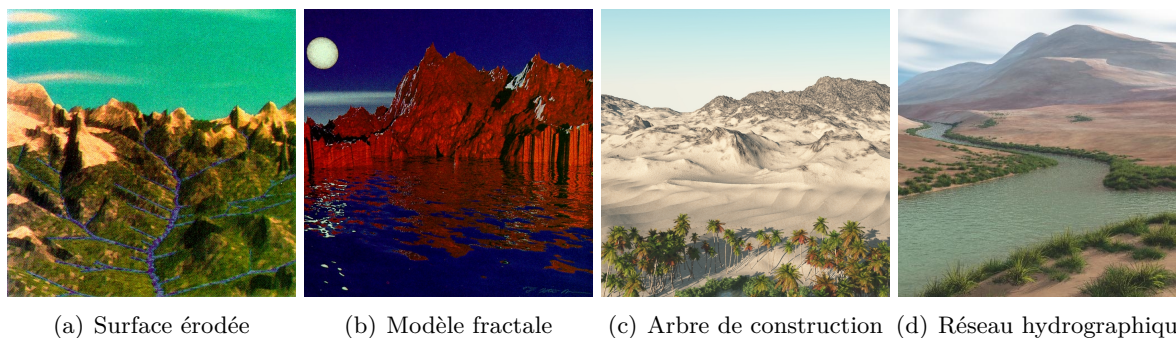 (a) Surface érodée
(b) Modèle fractale
(c) Arbre de construction
(d) Réseau hydrographiqu